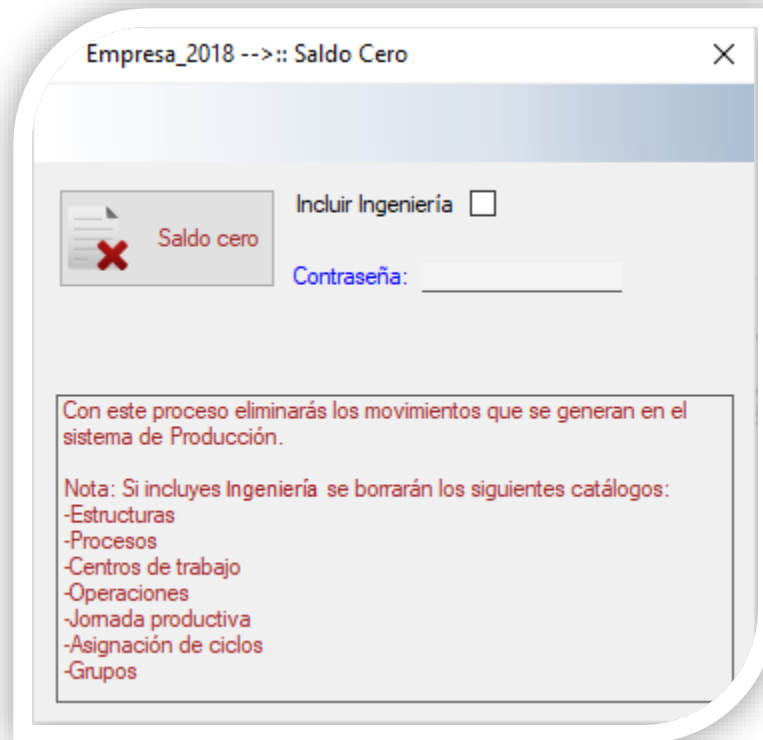 Empresa_2018 -->:: Saldo Cero
Saldo cero
Incluir Ingeniería
Contraseña:
Con este proceso eliminarás los movimientos que se generan en el
sistema de Producción.
Nota: Si incluyes Ingeniería se borrarán los siguientes catálogos:
-Estructuras
-Procesos
-Centros de trabajo
-Operaciones
-Jornada productiva
-Asignación de ciclos
-Grupos